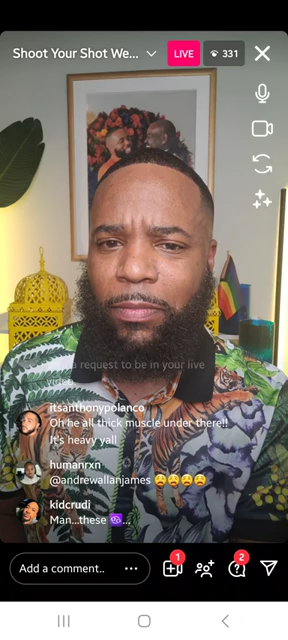 Shoot Your Shot We...
LIVE
331
a request to be in your live
video.
itsanthonypolanco
Oh he all thick muscle under there!!
It's heavy yall
humanrxn
@andrewallanjames 😩😩😩😩
kidcrudi
Man...these ♋...
Add a comment..
1
2